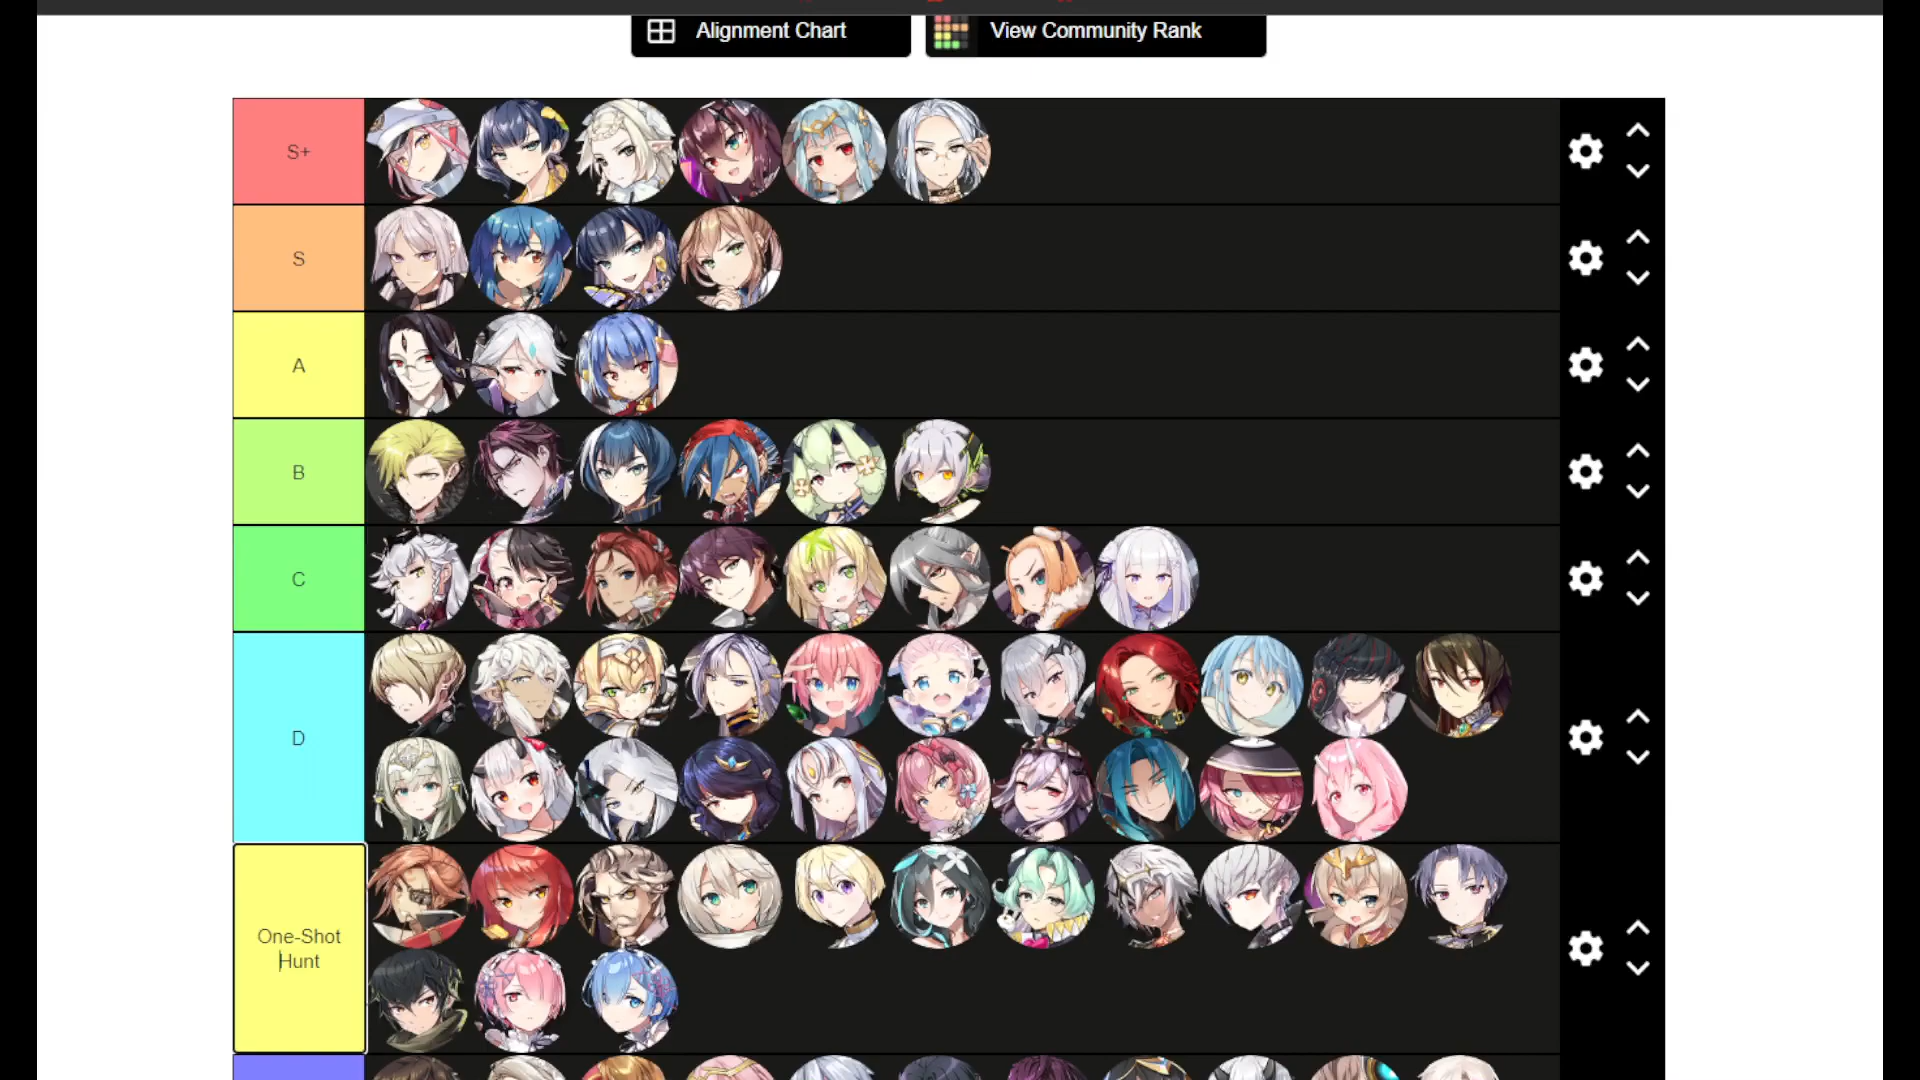 Alignment Chart
View Community Rank
S+
S
A
B
C
D
One-Shot
Hunt